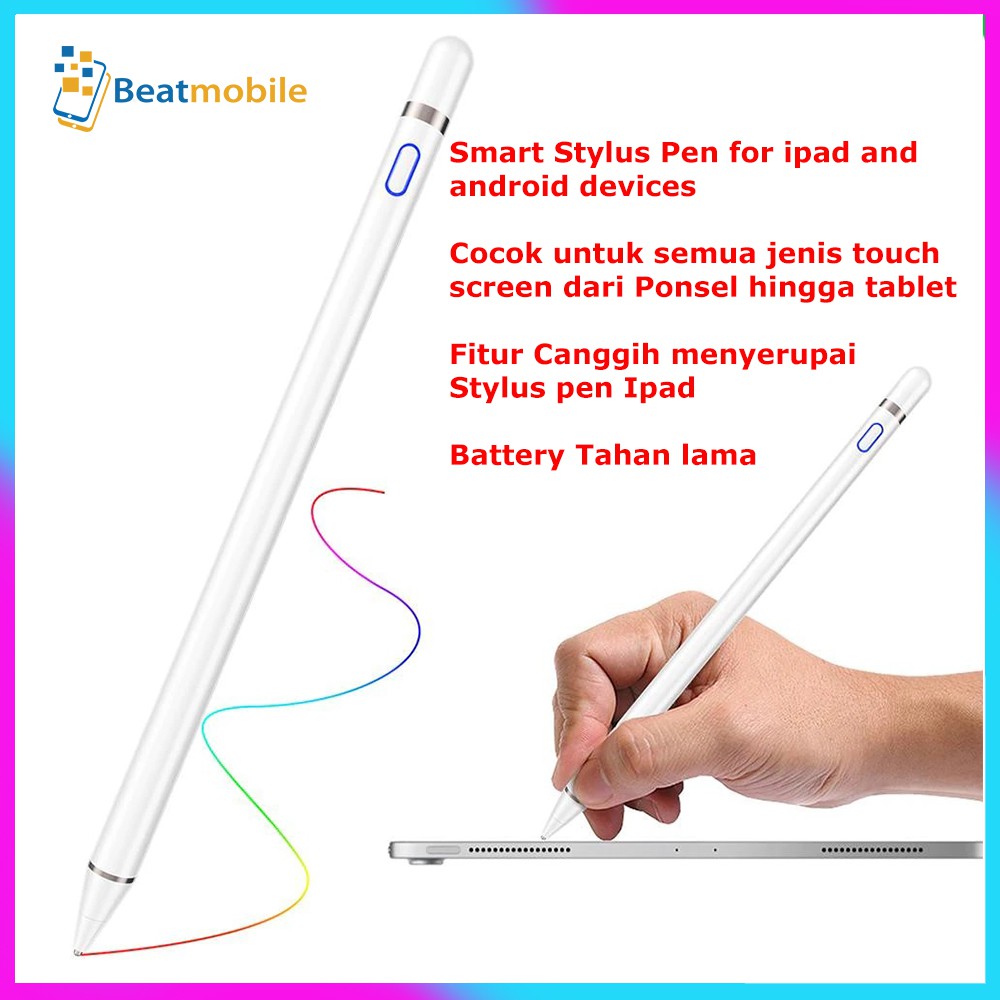 Beatmobile
Smart Stylus Pen for ipad and
android devices
Cocok untuk semua jenis touch
screen dari Ponsel hingga tablet
Fitur Canggih menyerupai
Stylus pen Ipad
Battery Tahan lama